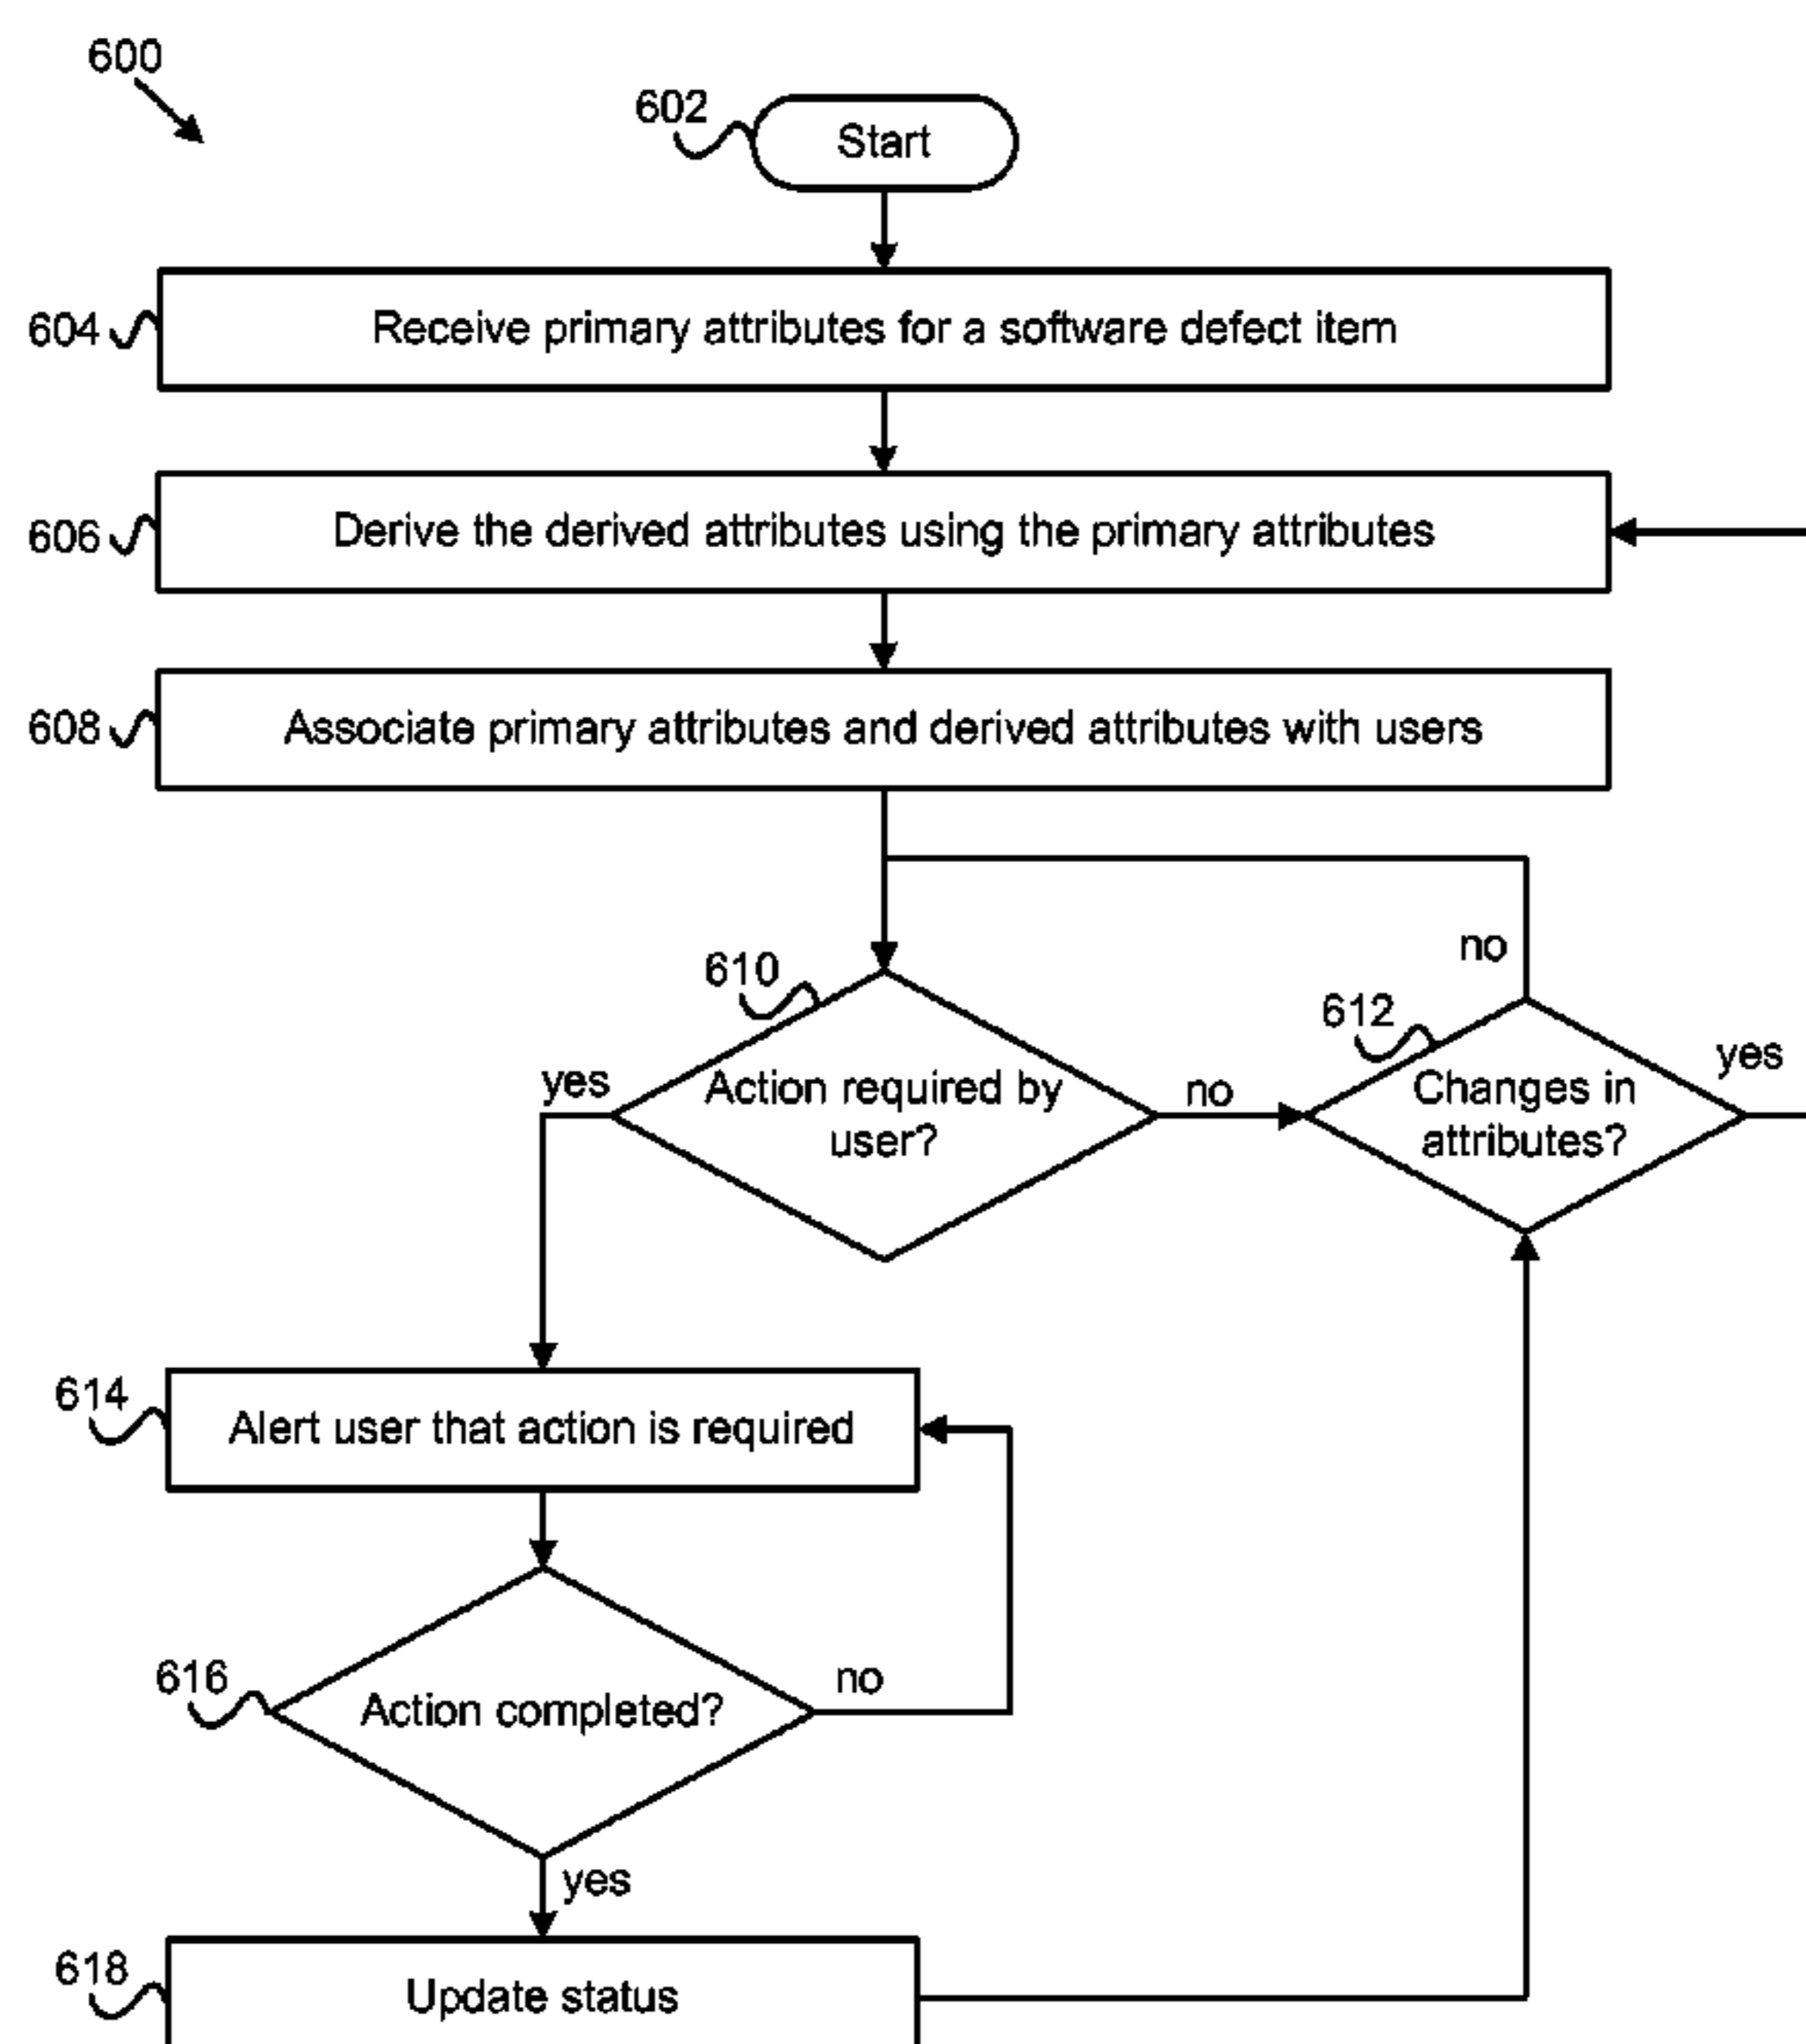 600
602
Start
604
Receive primary attributes for a software defect item
606
Derive the derived attributes using the primary attributes
608
Associate primary attributes and derived attributes with users
610
no
612
yes
Action required by
user?
no
Changes in
attributes?
yes
614
Alert user that action is required
616
Action completed?
no
yes
618
Update status